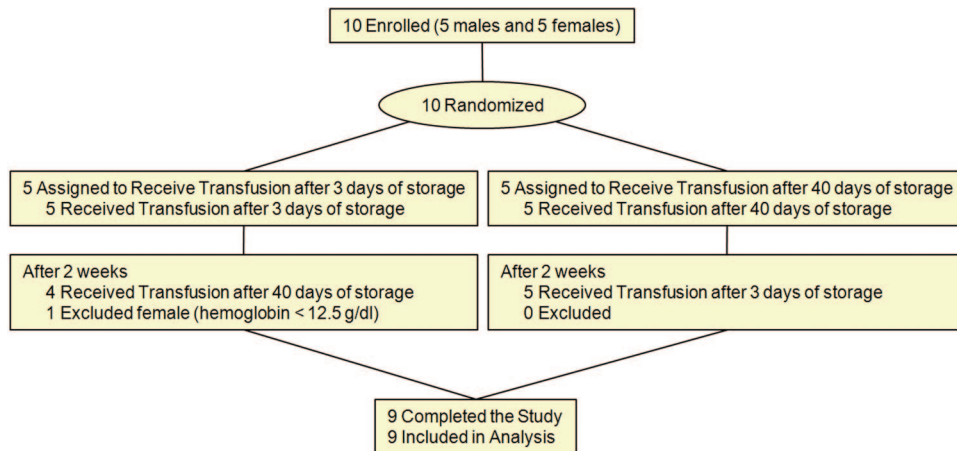 10 Enrolled (5 males and 5 females)
10 Randomized
5 Assigned to Receive Transfusion after 3 days of storage
5 Received Transfusion after 3 days of storage
5 Assigned to Receive Transfusion after 40 days of storage
5 Received Transfusion after 40 days of storage
After 2 weeks
4 Received Transfusion after 40 days of storage
1 Excluded female (hemoglobin < 12.5 g/dl)
After 2 weeks
5 Received Transfusion after 3 days of storage
0 Excluded
9 Completed the Study
9 Included in Analysis